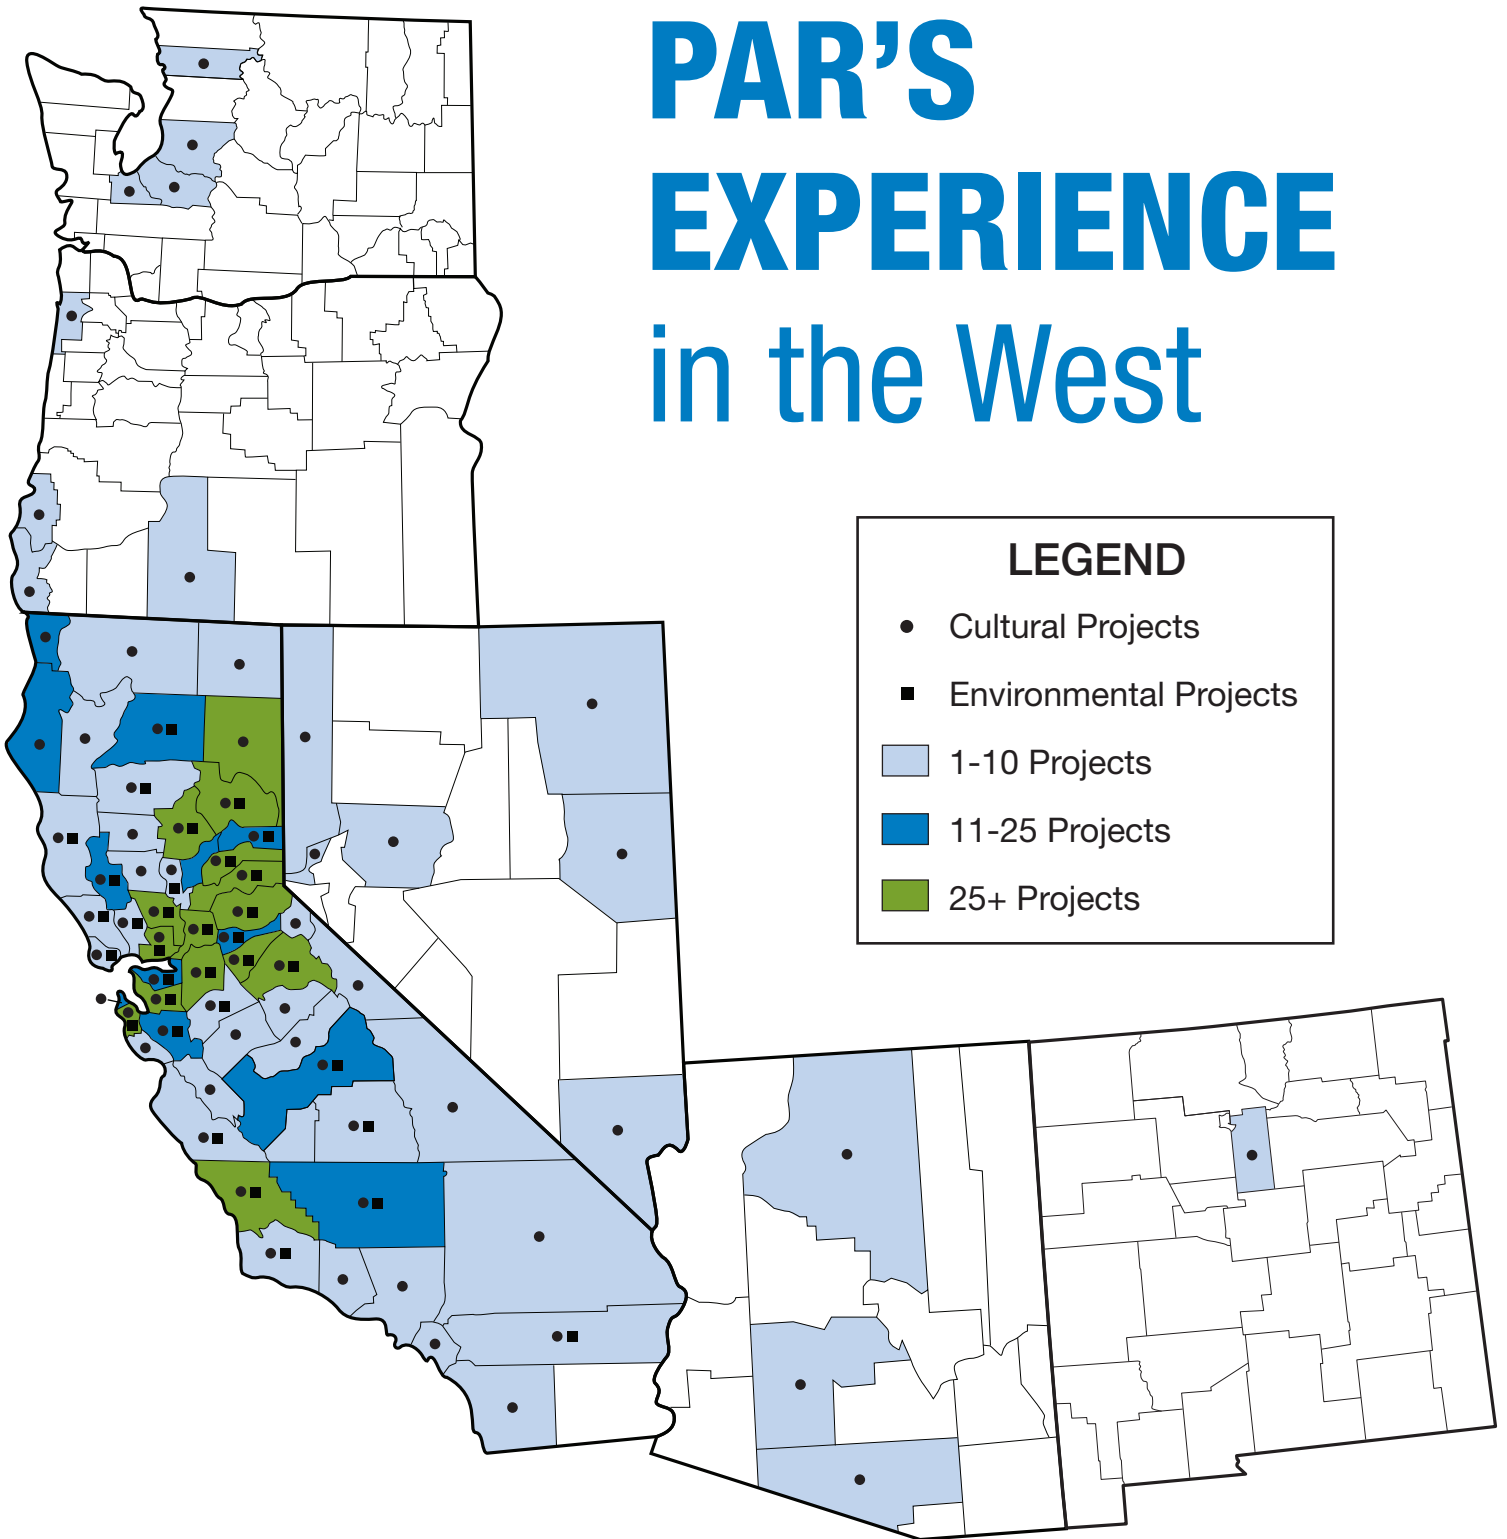 PAR’S
EXPERIENCE
in the West
LEGEND
Cultural Projects
Environmental Projects
1-10 Projects
11-25 Projects
25+ Projects